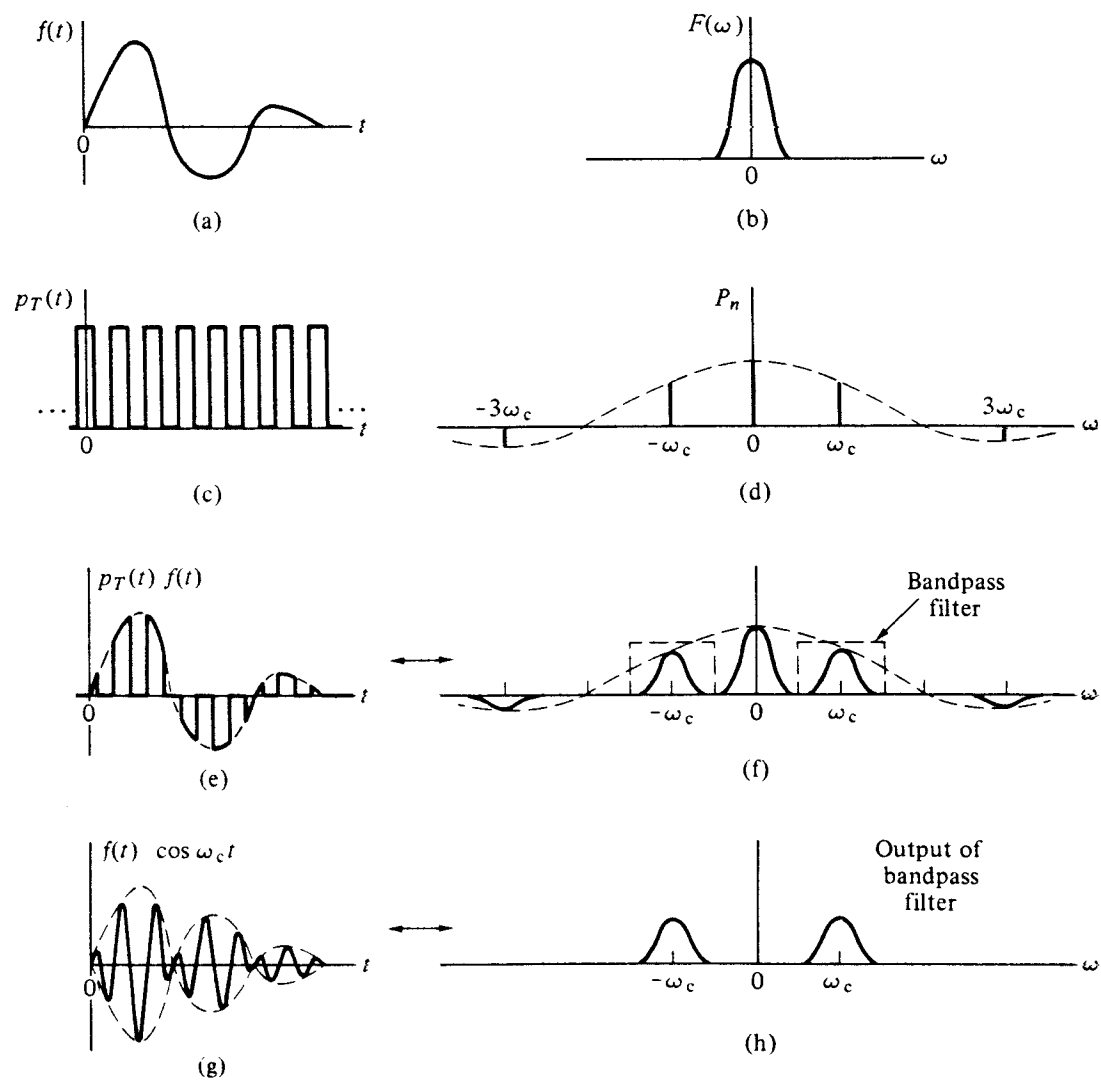 f(t)
t
0
(a)
F(ω)
ω
0
(b)
p_T(t)
...
...
t
0
(c)
P_n
-3ω_c
3ω_c
-ω_c
0
ω_c
ω
(d)
p_T(t) f(t)
t
0
(e)
Bandpass
filter
-ω_c
0
ω_c
ω
(f)
f(t) cos ω_c t
t
0
(g)
Output of
bandpass
filter
-ω_c
0
ω_c
ω
(h)